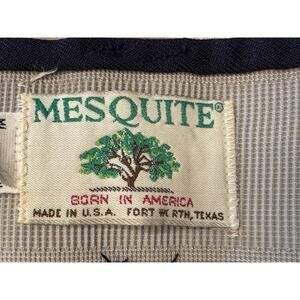 MESQUITE®
BORN IN AMERICA
MADE IN U.S.A. FORT WORTH, TEXAS